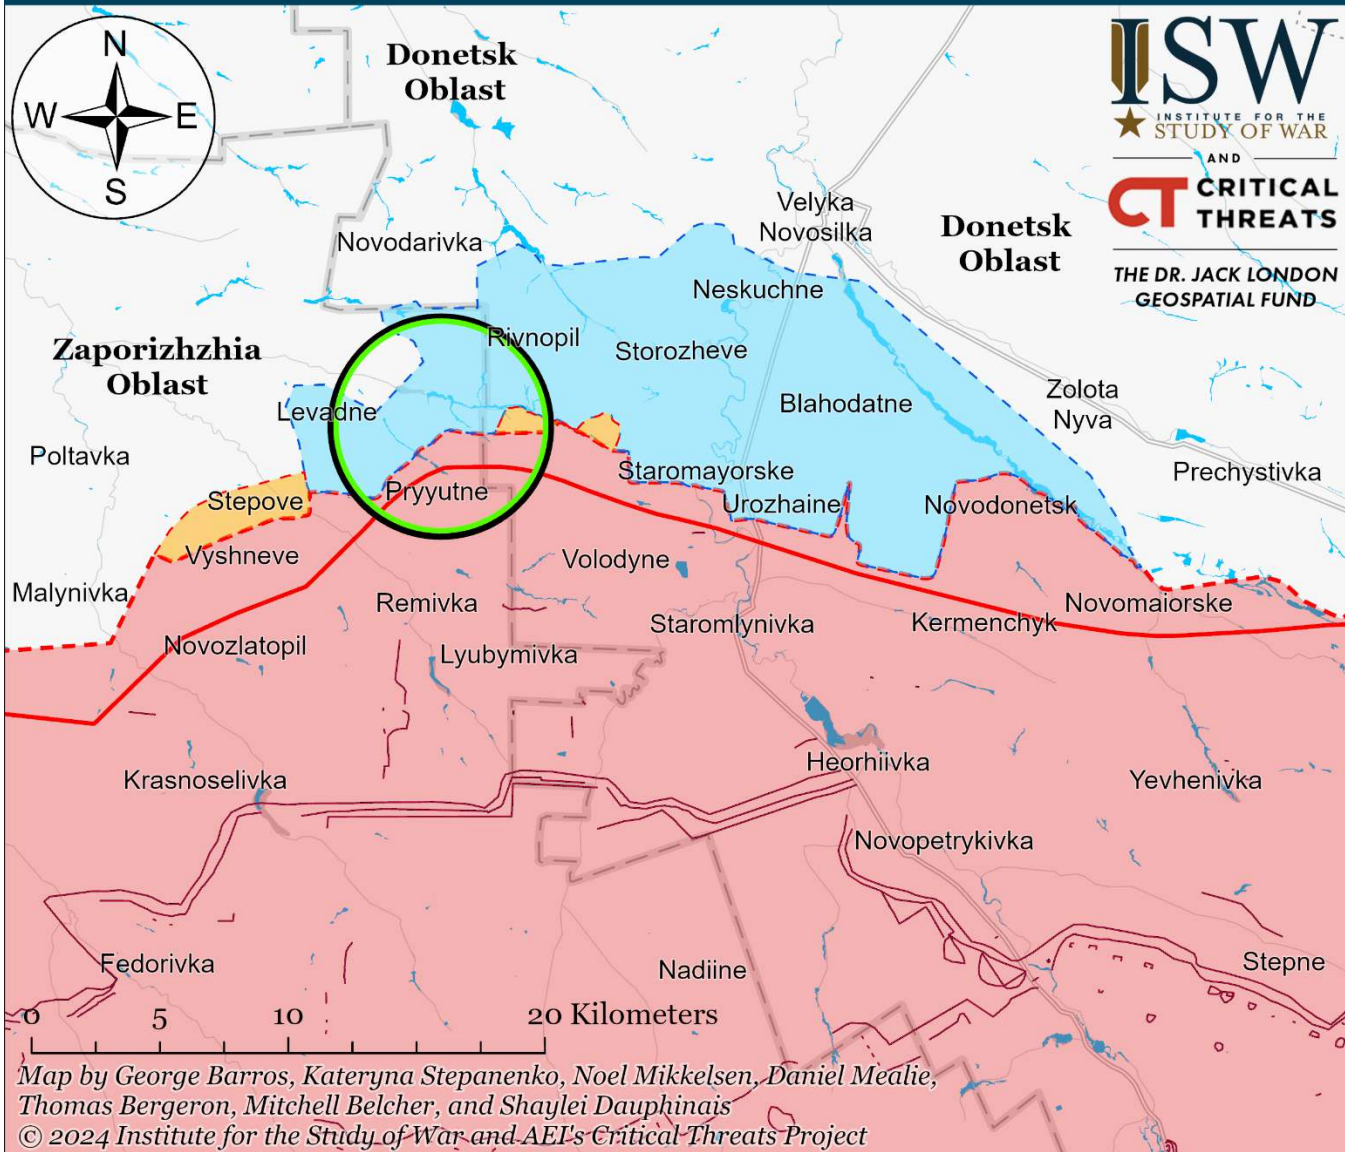 N
W
E
S
Donetsk
Oblast
ISW
INSTITUTE FOR THE
STUDY OF WAR
AND
CT CRITICAL
THREATS
THE DR. JACK LONDON
GEOSPATIAL FUND
Velyka
Novosilka
Donetsk
Oblast
Novodarivka
Neskuchne
Rivnopil
Storozheve
Zaporizhzhia
Oblast
Levadne
Blahodatne
Zolota
Nyva
Poltavka
Staromayorske
Prechystivka
Stepove
Pryyutne
Urozhaine
Novodonetsk
Vyshneve
Volodyne
Malynivka
Remivka
Staromlynivka
Kermenchyk
Novomaiorske
Novozlatopil
Lyubymivka
Krasnoselivka
Heorhiivka
Yevhenivka
Novopetrykivka
Fedorivka
Nadiine
Stepne
0 5 10 20 Kilometers
Map by George Barros, Kateryna Stepanenko, Noel Mikkelsen, Daniel Mealie,
Thomas Bergeron, Mitchell Belcher, and Shaylei Dauphinais
© 2024 Institute for the Study of War and AEI's Critical Threats Project